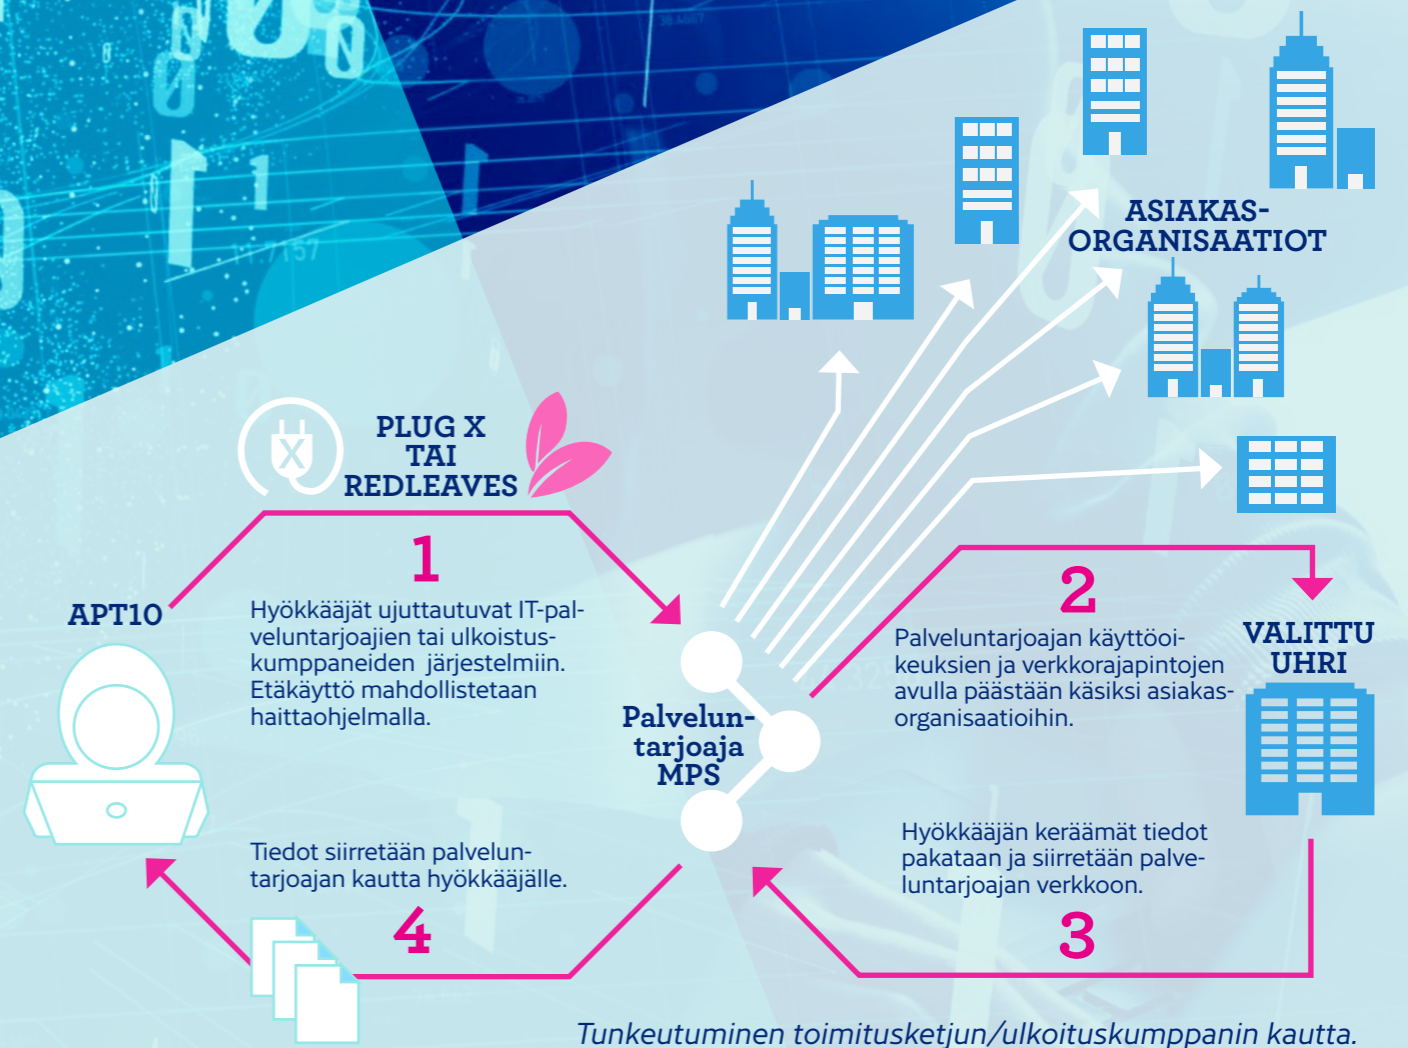 ASIAKAS-
ORGANISAATIOT
PLUG X
TAI
REDLEAVES
X
1
APT10
Hyökkääjät ujuttautuvat IT-pal-
veluntarjoajien tai ulkoistus-
kumppaneiden järjestelmiin.
Etäkäyttö mahdollistetaan
haittaohjelmalla.
2
Palveluntarjoajan käyttöoi-
keuksien ja verkkorajapintojen
avulla päästään käsiksi asiakas-
organisaatioihin.
VALITTU
UHRI
Palvelun-
tarjoaja
MPS
Hyökkääjän keräämät tiedot
pakataan ja siirretään palve-
luntarjoajan verkkoon.
3
Tiedot siirretään palvelun-
tarjoajan kautta hyökkääjälle.
4
Tunkeutuminen toimitusketjun/ulkoituskumppanin kautta.